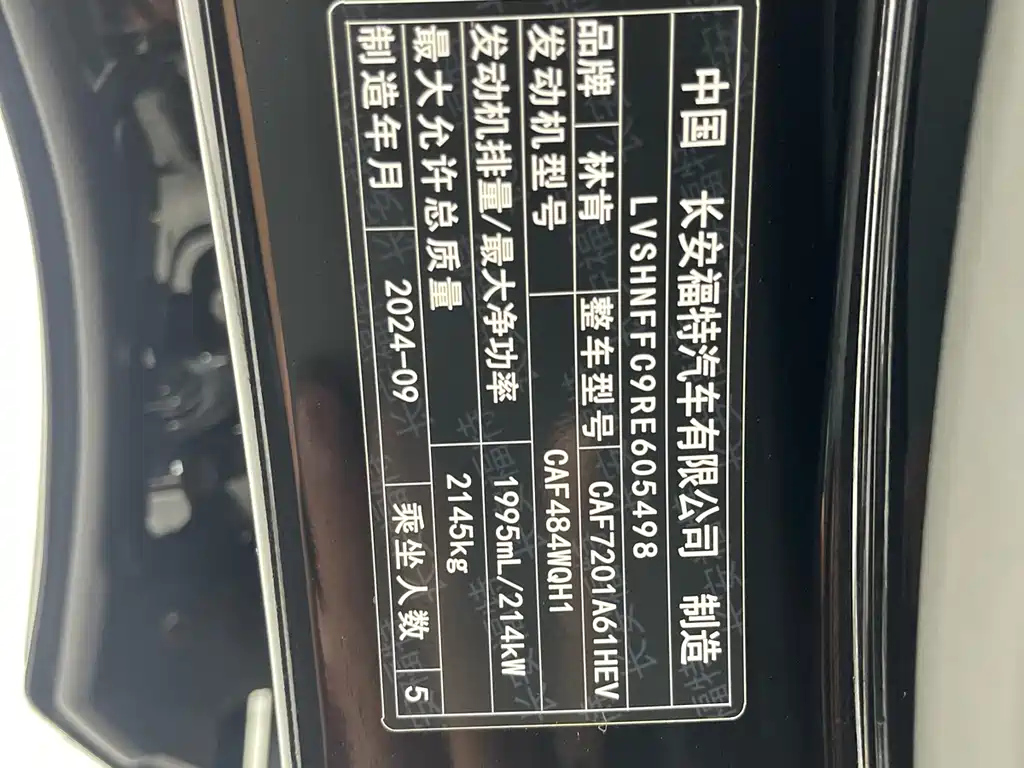 中国 长安福特汽车有限公司 制造
LVSHNFFC9RE605498
品牌 林肯 整车型号 CAF7201A61HEV
发动机型号 CAF484WQH1
发动机排量/最大净功率 1995mL/214kW
最大允许总质量 2145kg
制造年月 2024-09 乘坐人数 5